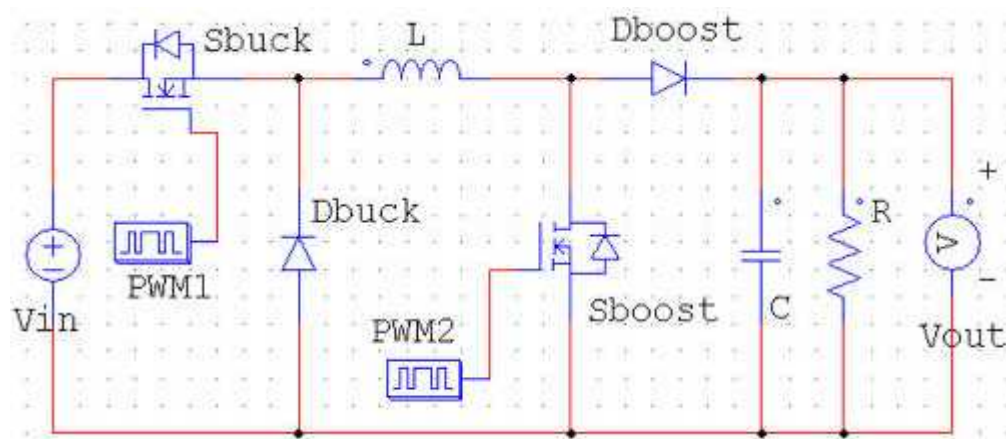 Sbuck
L
Dboost
Dbuck
R
+
V
-
PWM1
Vin
Sboost
C
PWM2
Vout